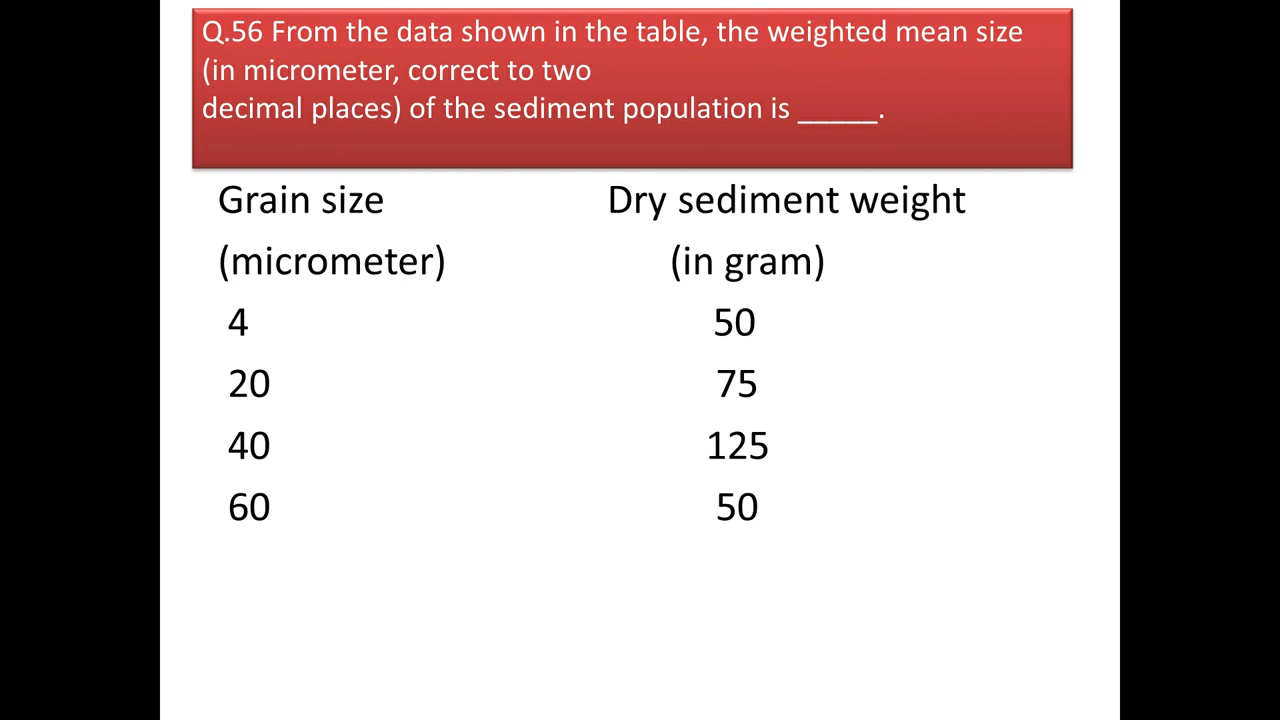 Q.56 From the data shown in the table, the weighted mean size
(in micrometer, correct to two
decimal places) of the sediment population is _____.
Grain size Dry sediment weight
(micrometer) (in gram)
4 50
20 75
40 125
60 50